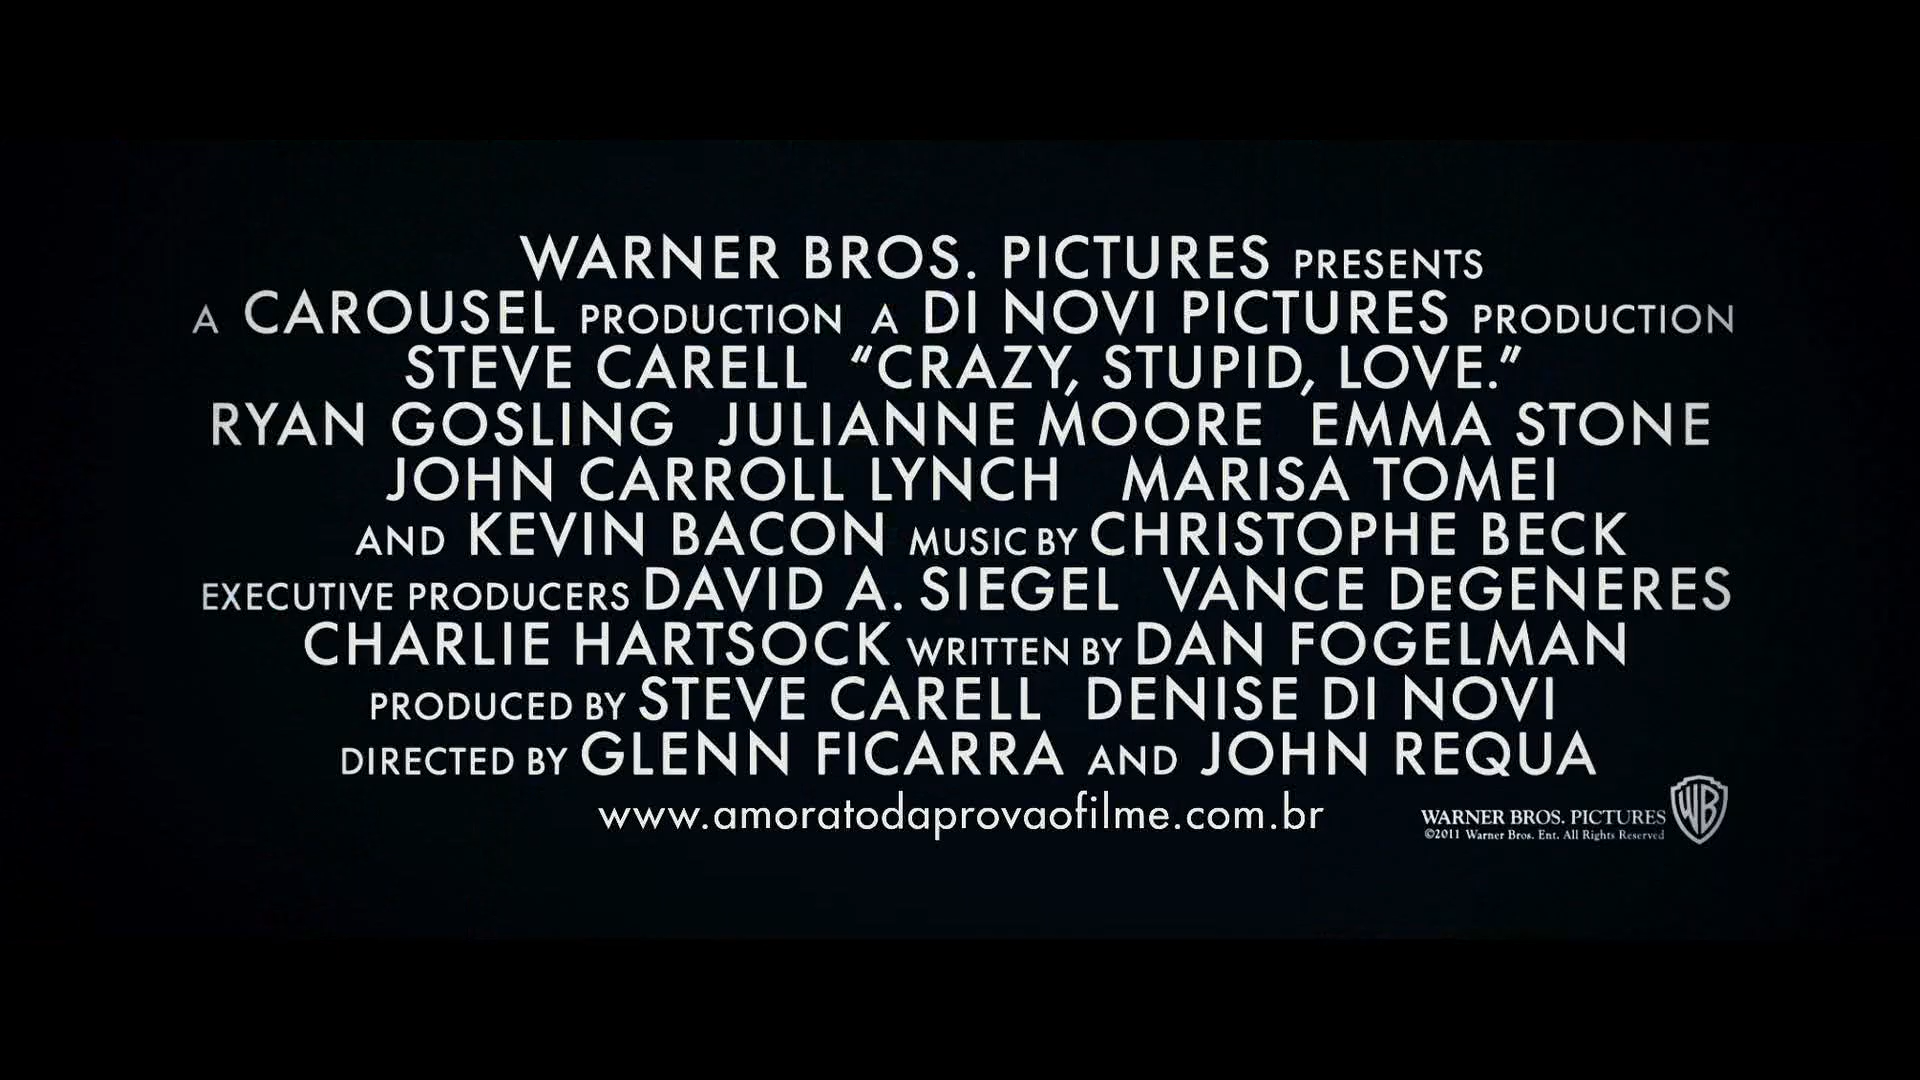 WARNER BROS. PICTURES PRESENTS
A CAROUSEL PRODUCTION A DI NOVI PICTURES PRODUCTION
STEVE CARELL "CRAZY, STUPID, LOVE."
RYAN GOSLING JULIANNE MOORE EMMA STONE
JOHN CARROLL LYNCH MARISA TOMEI
AND KEVIN BACON MUSIC BY CHRISTOPHE BECK
EXECUTIVE PRODUCERS DAVID A. SIEGEL VANCE DeGENERES
CHARLIE HARTSOCK WRITTEN BY DAN FOGELMAN
PRODUCED BY STEVE CARELL DENISE DI NOVI
DIRECTED BY GLENN FICARRA AND JOHN REQUA
www.amoratodaprovaofilme.com.br
WARNER BROS. PICTURES WB
©2011 Warner Bros. Ent. All Rights Reserved